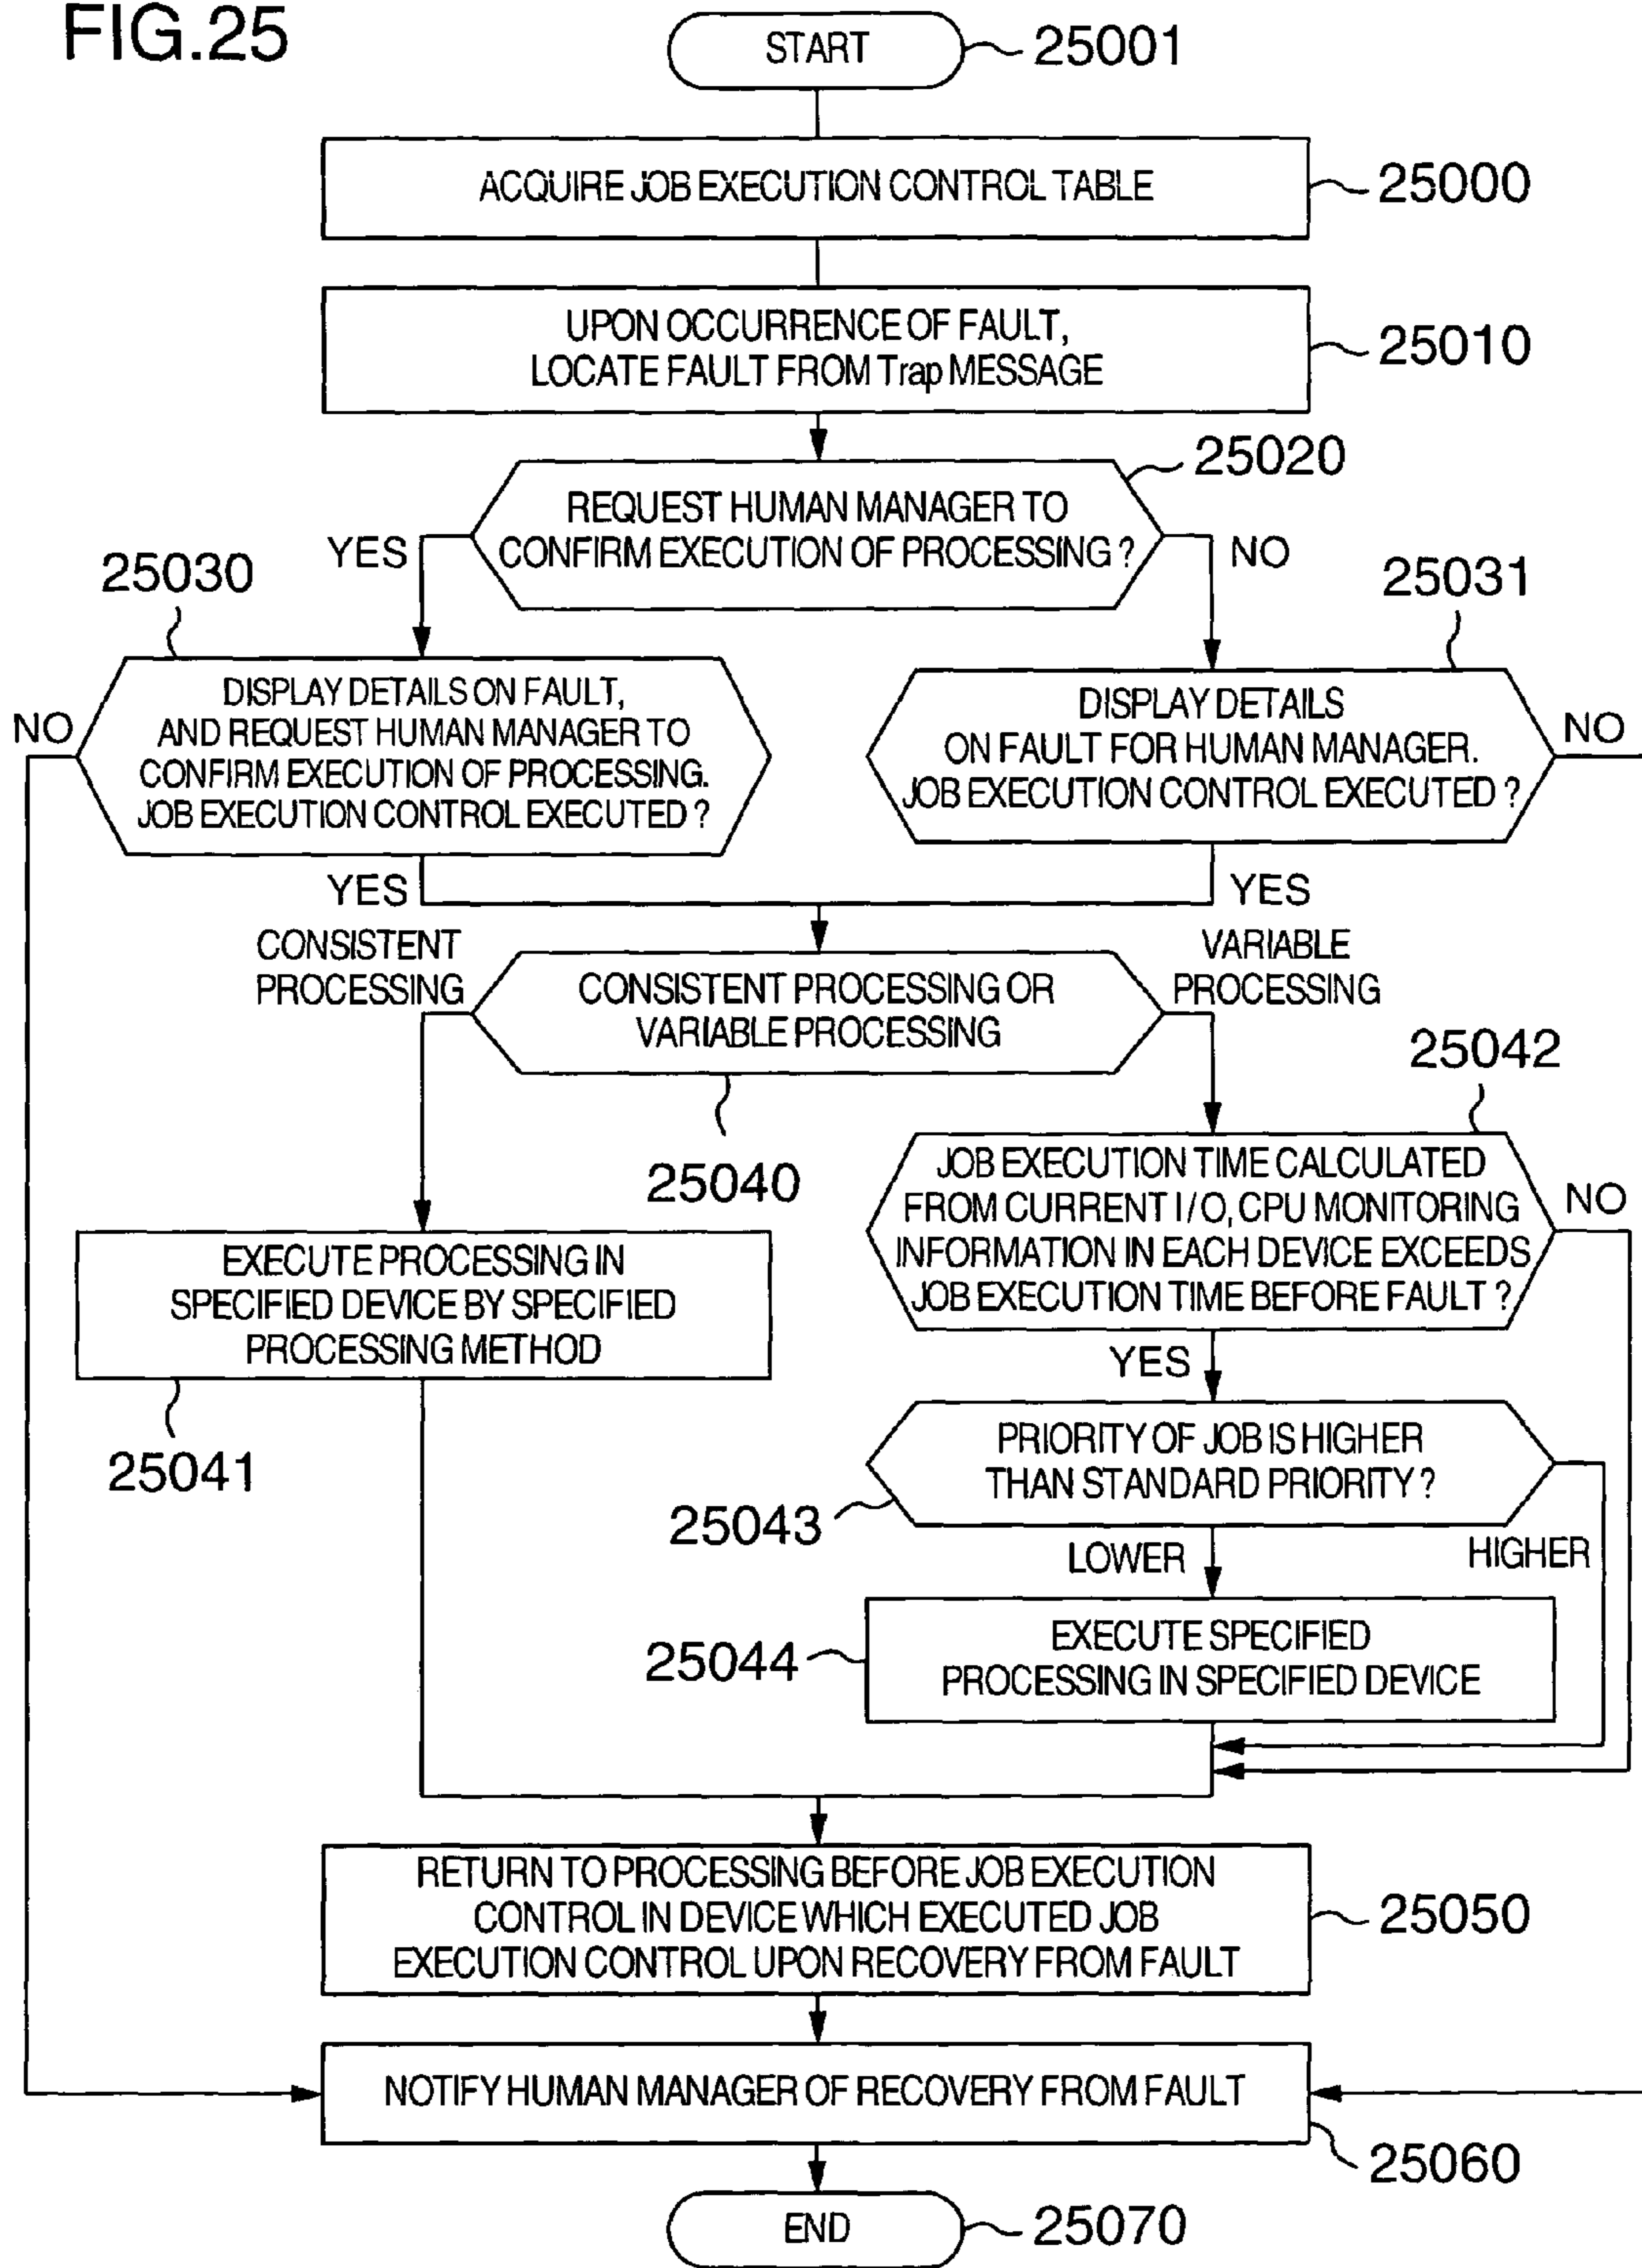 FIG.25
START
25001
ACQUIRE JOB EXECUTION CONTROL TABLE
25000
UPON OCCURRENCE OF FAULT,
LOCATE FAULT FROM Trap MESSAGE
25010
25020
REQUEST HUMAN MANAGER TO
CONFIRM EXECUTION OF PROCESSING ?
YES
NO
25030
25031
DISPLAY DETAILS ON FAULT,
AND REQUEST HUMAN MANAGER TO
CONFIRM EXECUTION OF PROCESSING.
JOB EXECUTION CONTROL EXECUTED ?
NO
YES
DISPLAY DETAILS
ON FAULT FOR HUMAN MANAGER.
JOB EXECUTION CONTROL EXECUTED ?
NO
YES
CONSISTENT
PROCESSING
CONSISTENT PROCESSING OR
VARIABLE PROCESSING
VARIABLE
PROCESSING
25040
25042
EXECUTE PROCESSING IN
SPECIFIED DEVICE BY SPECIFIED
PROCESSING METHOD
25041
JOB EXECUTION TIME CALCULATED
FROM CURRENT I/O, CPU MONITORING
INFORMATION IN EACH DEVICE EXCEEDS
JOB EXECUTION TIME BEFORE FAULT ?
NO
YES
PRIORITY OF JOB IS HIGHER
THAN STANDARD PRIORITY ?
25043
LOWER
HIGHER
EXECUTE SPECIFIED
PROCESSING IN SPECIFIED DEVICE
25044
RETURN TO PROCESSING BEFORE JOB EXECUTION
CONTROL IN DEVICE WHICH EXECUTED JOB
EXECUTION CONTROL UPON RECOVERY FROM FAULT
25050
NOTIFY HUMAN MANAGER OF RECOVERY FROM FAULT
25060
END
25070